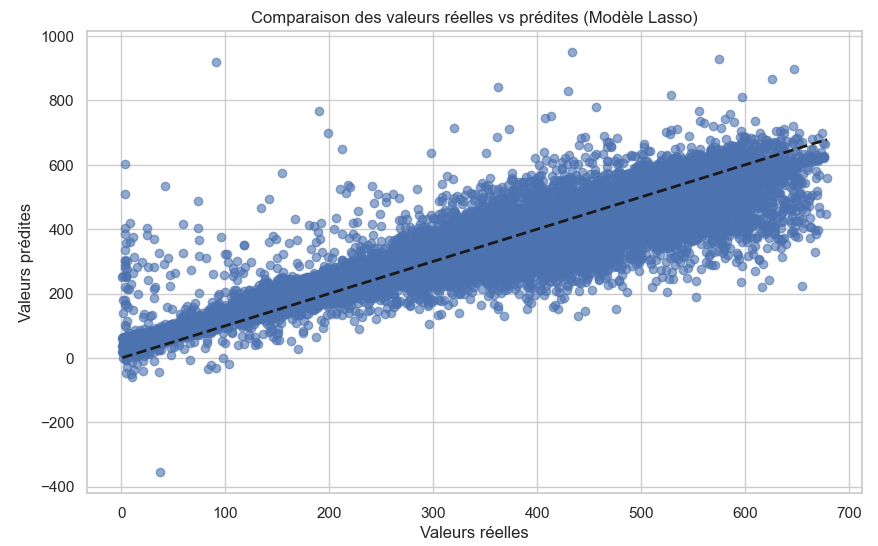 Comparaison des valeurs réelles vs prédites (Modèle Lasso)
1000
800
600
400
200
0
−200
−400
Valeurs prédites
0 100 200 300 400 500 600 700
Valeurs réelles